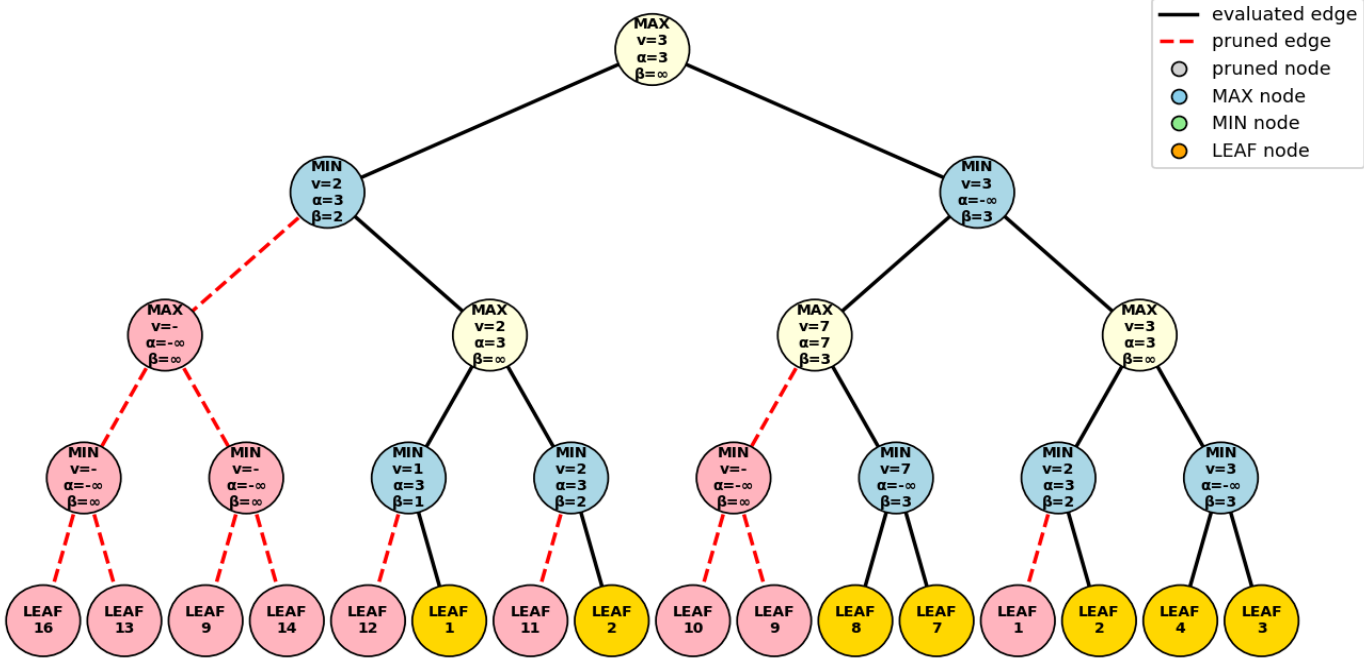 MAX
v=3
α=3
β=∞
evaluated edge
pruned edge
pruned node
MAX node
MIN node
LEAF node
MIN
v=2
α=3
β=2
MIN
v=3
α=-∞
β=3
MAX
v=-
α=-∞
β=∞
MAX
v=2
α=3
β=∞
MAX
v=7
α=7
β=3
MAX
v=3
α=3
β=∞
MIN
v=-
α=-∞
β=∞
MIN
v=-
α=-∞
β=∞
MIN
v=1
α=3
β=1
MIN
v=2
α=3
β=2
MIN
v=-
α=-∞
β=∞
MIN
v=7
α=-∞
β=3
MIN
v=2
α=3
β=2
MIN
v=3
α=-∞
β=3
LEAF
16
LEAF
13
LEAF
9
LEAF
14
LEAF
12
LEAF
1
LEAF
11
LEAF
2
LEAF
10
LEAF
9
LEAF
8
LEAF
7
LEAF
1
LEAF
2
LEAF
4
LEAF
3